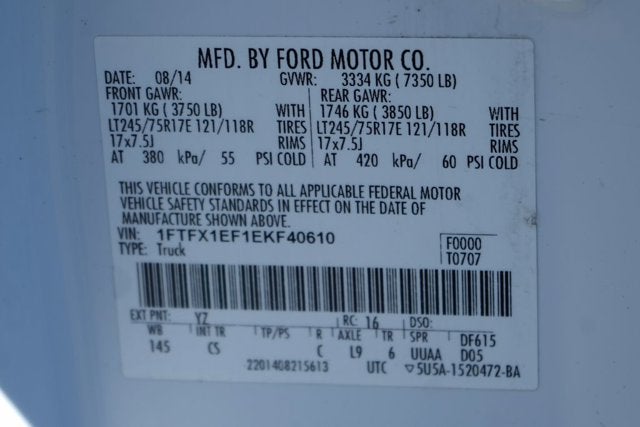 MFD. BY FORD MOTOR CO.
DATE: 08/14 GVWR: 3334 KG ( 7350 LB)
FRONT GAWR: REAR GAWR:
1701 KG ( 3750 LB) WITH 1746 KG ( 3850 LB) WITH
LT245/75R17E 121/118R TIRES LT245/75R17E 121/118R TIRES
17x7.5J RIMS 17x7.5J RIMS
AT 380 kPa/ 55 PSI COLD AT 420 kPa/ 60 PSI COLD
THIS VEHICLE CONFORMS TO ALL APPLICABLE FEDERAL MOTOR
VEHICLE SAFETY STANDARDS IN EFFECT ON THE DATE OF
MANUFACTURE SHOWN ABOVE.
VIN: 1FTFX1EF1EKF40610 F0000
TYPE: Truck T0707
EXT PNT: YZ RC: 16 DSO:
WB INT TR TP/PS R AXLE TR SPR DF615
145 CS C L9 6 UUAA D05
2201408215613 UTC ▽5U5A-1520472-BA